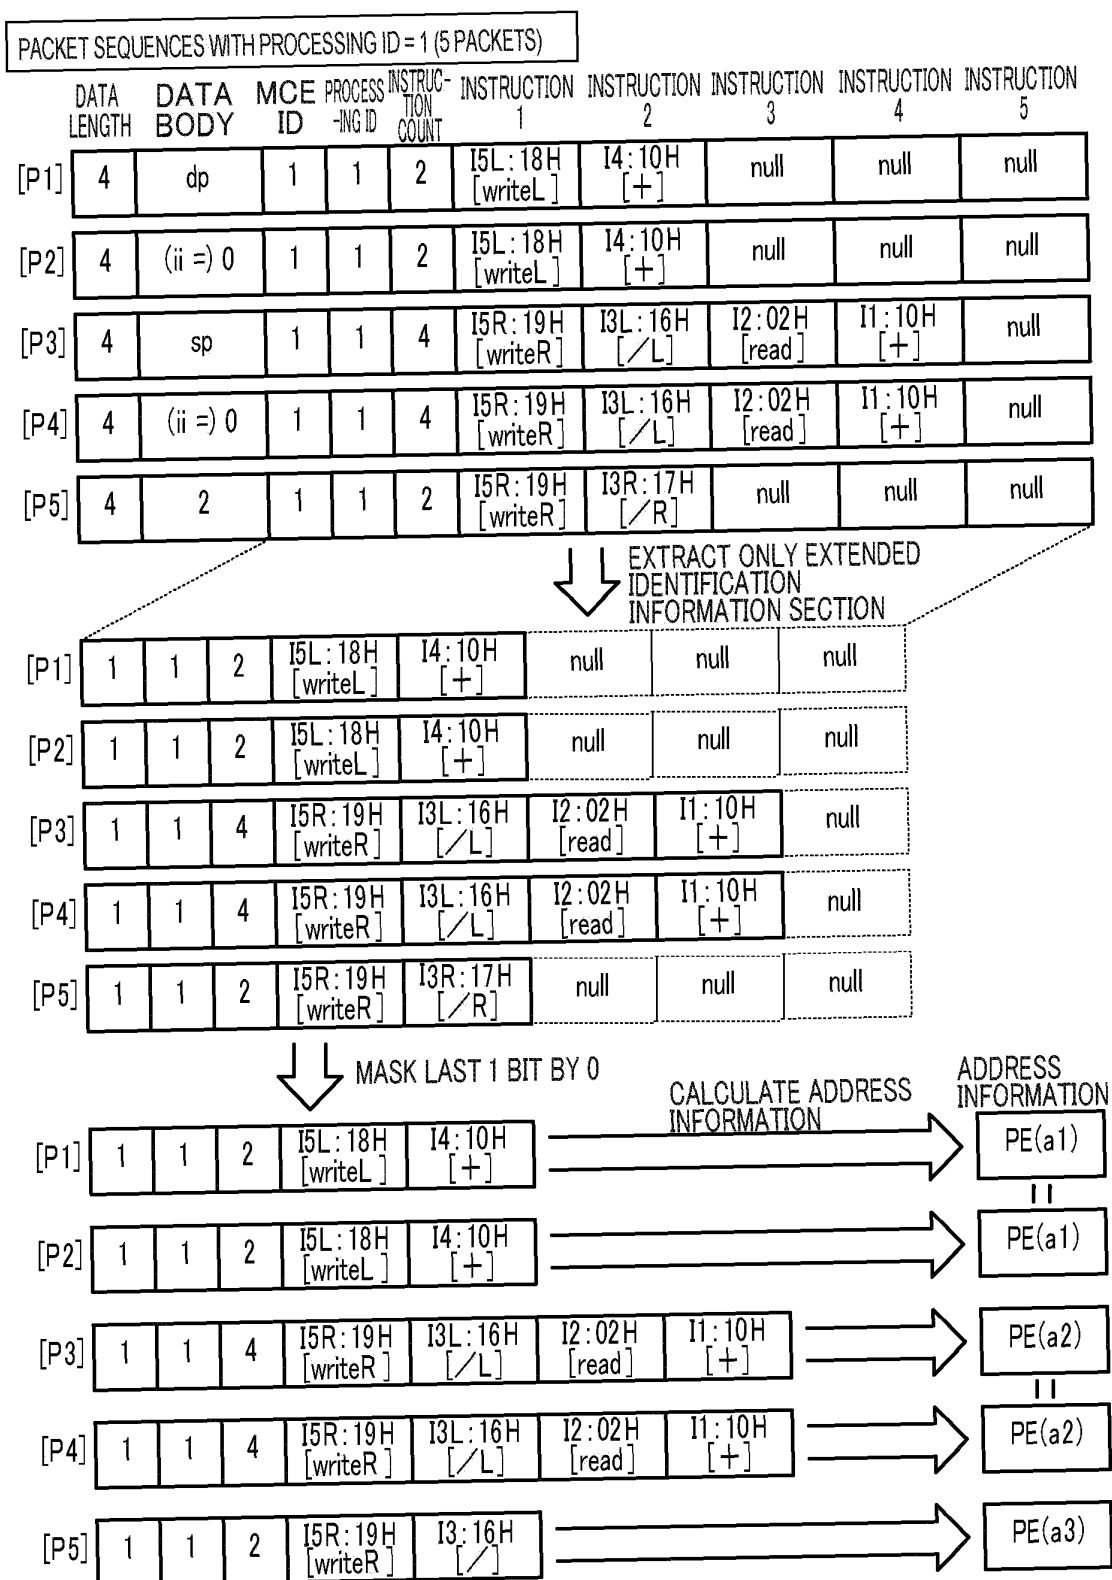 PACKET SEQUENCES WITH PROCESSING ID = 1 (5 PACKETS)
DATA LENGTH DATA BODY MCE ID PROCESS -ING ID INSTRUC- TION COUNT INSTRUCTION 1 INSTRUCTION 2 INSTRUCTION 3 INSTRUCTION 4 INSTRUCTION 5
[P1] 4 dp 1 1 2 I5L:18H [writeL] I4:10H [+] null null null
[P2] 4 (ii =) 0 1 1 2 I5L:18H [writeL] I4:10H [+] null null null
[P3] 4 sp 1 1 4 I5R:19H [writeR] I3L:16H [/L] I2:02H [read] I1:10H [+] null
[P4] 4 (ii =) 0 1 1 4 I5R:19H [writeR] I3L:16H [/L] I2:02H [read] I1:10H [+] null
[P5] 4 2 1 1 2 I5R:19H [writeR] I3R:17H [/R] null null null
EXTRACT ONLY EXTENDED
IDENTIFICATION
INFORMATION SECTION
[P1] 1 1 2 I5L:18H [writeL] I4:10H [+] null null null
[P2] 1 1 2 I5L:18H [writeL] I4:10H [+] null null null
[P3] 1 1 4 I5R:19H [writeR] I3L:16H [/L] I2:02H [read] I1:10H [+] null
[P4] 1 1 4 I5R:19H [writeR] I3L:16H [/L] I2:02H [read] I1:10H [+] null
[P5] 1 1 2 I5R:19H [writeR] I3R:17H [/R] null null null
MASK LAST 1 BIT BY 0
CALCULATE ADDRESS
INFORMATION
ADDRESS
INFORMATION
[P1] 1 1 2 I5L:18H [writeL] I4:10H [+] PE(a1)
[P2] 1 1 2 I5L:18H [writeL] I4:10H [+] PE(a1)
[P3] 1 1 4 I5R:19H [writeR] I3L:16H [/L] I2:02H [read] I1:10H [+] PE(a2)
[P4] 1 1 4 I5R:19H [writeR] I3L:16H [/L] I2:02H [read] I1:10H [+] PE(a2)
[P5] 1 1 2 I5R:19H [writeR] I3:16H [/] PE(a3)